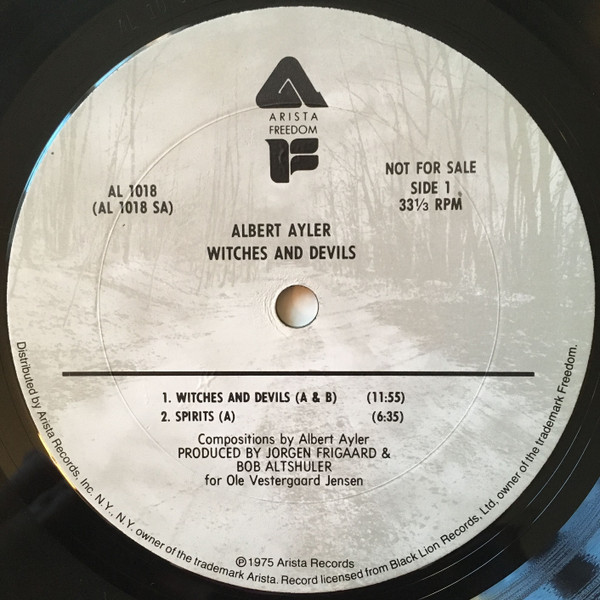 ARISTA
FREEDOM
F
AL 1018
(AL 1018 SA)
NOT FOR SALE
SIDE 1
33⅓ RPM
ALBERT AYLER
WITCHES AND DEVILS
1. WITCHES AND DEVILS (A & B) (11:55)
2. SPIRITS (A) (6:35)
Compositions by Albert Ayler
PRODUCED BY JORGEN FRIGAARD &
BOB ALTSHULER
for Ole Vestergaard Jensen
℗1975 Arista Records
Distributed by Arista Records, Inc. N.Y., N.Y. owner of the trademark Arista. Record licensed from Black Lion Records, Ltd, owner of the trademark Freedom.